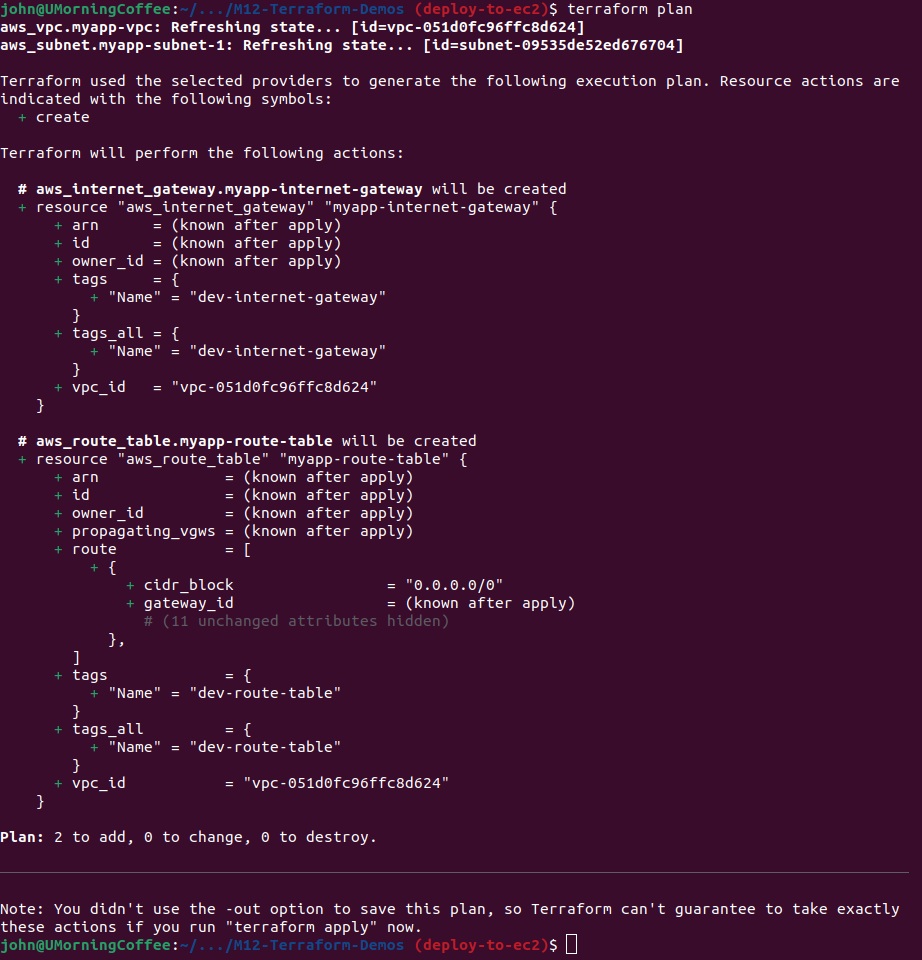 john@UMorningCoffee:~/.../M12-Terraform-Demos (deploy-to-ec2)$ terraform plan
aws_vpc.myapp-vpc: Refreshing state... [id=vpc-051d0fc96ffc8d624]
aws_subnet.myapp-subnet-1: Refreshing state... [id=subnet-09535de52ed676704]

Terraform used the selected providers to generate the following execution plan. Resource actions are
indicated with the following symbols:
  + create

Terraform will perform the following actions:

  # aws_internet_gateway.myapp-internet-gateway will be created
  + resource "aws_internet_gateway" "myapp-internet-gateway" {
      + arn      = (known after apply)
      + id       = (known after apply)
      + owner_id = (known after apply)
      + tags     = {
          + "Name" = "dev-internet-gateway"
        }
      + tags_all = {
          + "Name" = "dev-internet-gateway"
        }
      + vpc_id   = "vpc-051d0fc96ffc8d624"
    }

  # aws_route_table.myapp-route-table will be created
  + resource "aws_route_table" "myapp-route-table" {
      + arn              = (known after apply)
      + id               = (known after apply)
      + owner_id         = (known after apply)
      + propagating_vgws = (known after apply)
      + route            = [
          + {
              + cidr_block                 = "0.0.0.0/0"
              + gateway_id                 = (known after apply)
                # (11 unchanged attributes hidden)
            },
        ]
      + tags             = {
          + "Name" = "dev-route-table"
        }
      + tags_all         = {
          + "Name" = "dev-route-table"
        }
      + vpc_id           = "vpc-051d0fc96ffc8d624"
    }

Plan: 2 to add, 0 to change, 0 to destroy.

Note: You didn't use the -out option to save this plan, so Terraform can't guarantee to take exactly
these actions if you run "terraform apply" now.
john@UMorningCoffee:~/.../M12-Terraform-Demos (deploy-to-ec2)$